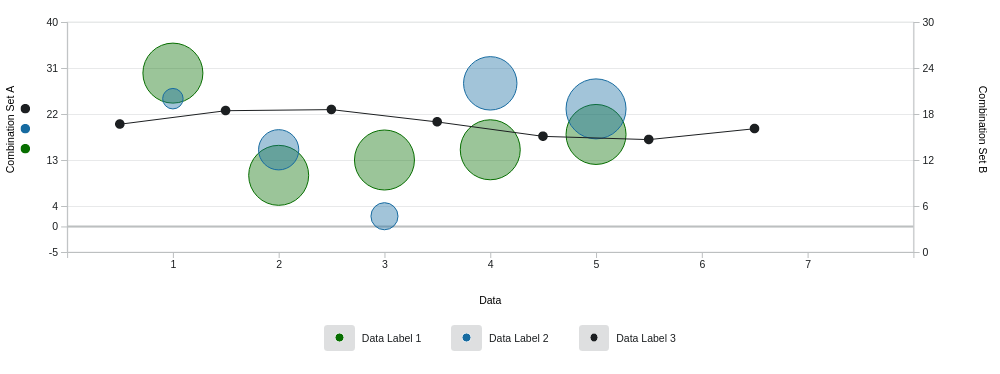 40
31
22
13
4
0
-5
Combination Set A
30
24
18
12
6
0
Combination Set B
1 2 3 4 5 6 7
Data
Data Label 1 Data Label 2 Data Label 3